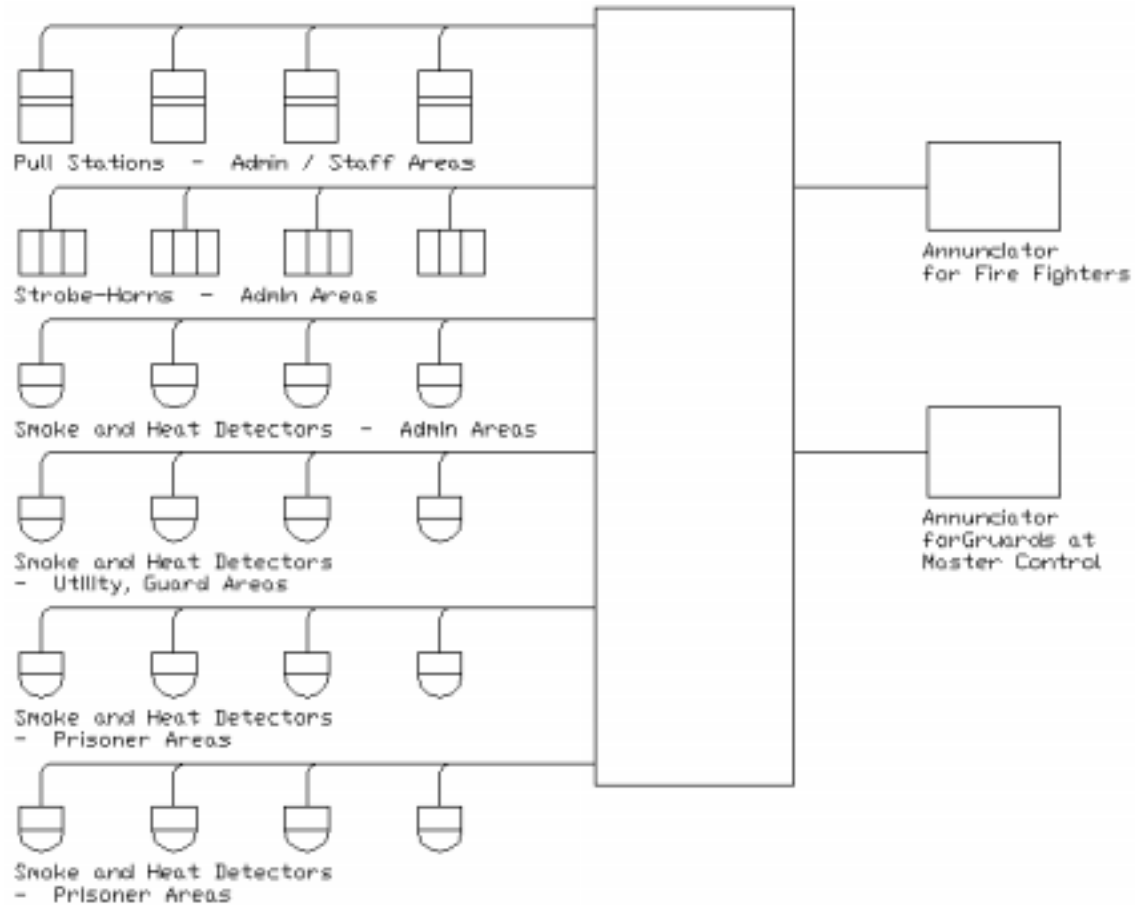 Pull Stations - Admin / Staff Areas
Strobe-Horns - Admin Areas
Smoke and Heat Detectors - Admin Areas
Smoke and Heat Detectors
- Utility, Guard Areas
Smoke and Heat Detectors
- Prisoner Areas
Smoke and Heat Detectors
- Prisoner Areas
Annunciator
for Fire Fighters
Annunciator
forGruards at
Master Control